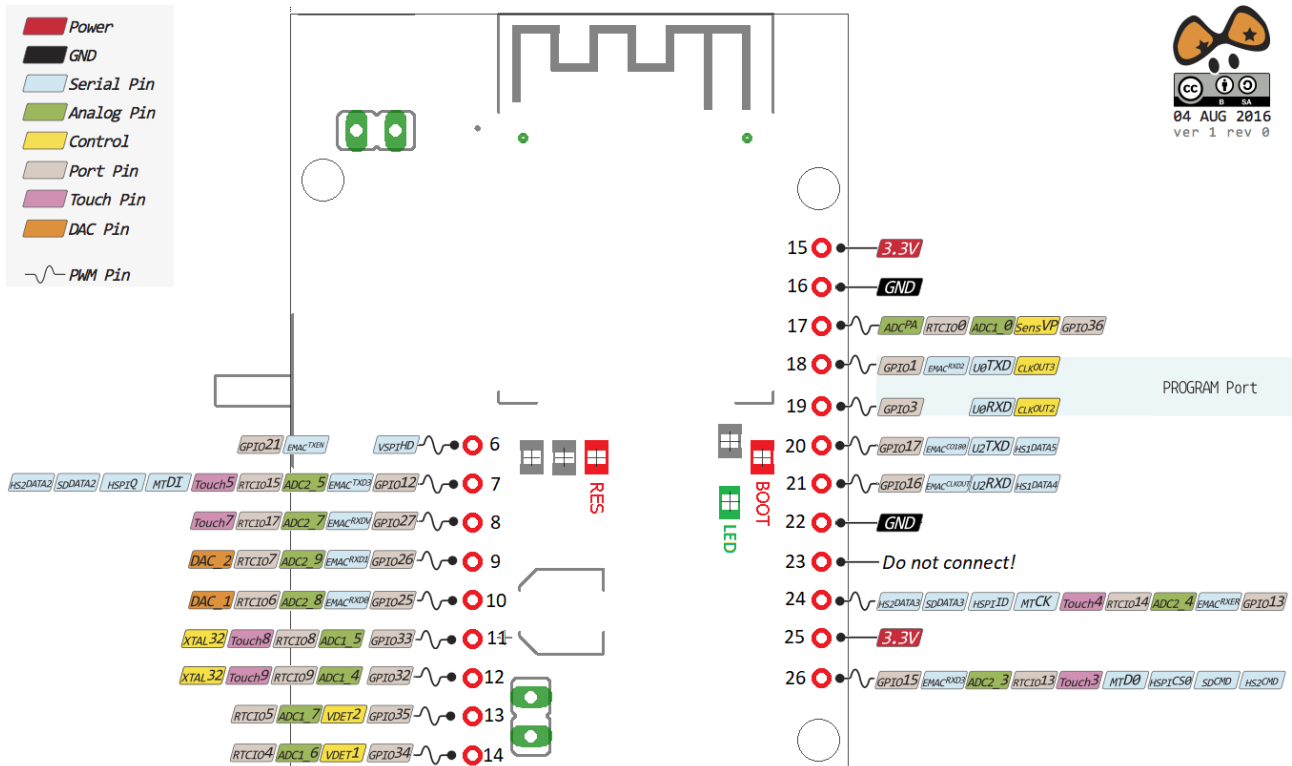 Power
GND
Serial Pin
Analog Pin
Control
Port Pin
Touch Pin
DAC Pin
PWM Pin
cc
B SA
04 AUG 2016
ver 1 rev 0
15 3.3V
16 GND
17 ADCPA RTCIO0 ADC1_0 SensVP GPIO36
18 GPIO1 EMACRXD2 U0TXD CLKOUT3
PROGRAM Port
19 GPIO3 U0RXD CLKOUT2
20 GPIO17 EMACCO180 U2TXD HS1DATA5
21 GPIO16 EMACCLKOUT U2RXD HS1DATA4
22 GND
23 Do not connect!
24 HS2DATA3 SDDATA3 HSPIID MTCK Touch4 RTCIO14 ADC2_4 EMACRXER GPIO13
25 3.3V
26 GPIO15 EMACRXD3 ADC2_3 RTCIO13 Touch3 MTD0 HSPICS0 SDCMD HS2CMD
GPIO21 EMACTXEN VSPIHD 6
HS2DATA2 SDDATA2 HSPIQ MTDI Touch5 RTCIO15 ADC2_5 EMACTXD3 GPIO12 7
Touch7 RTCIO17 ADC2_7 EMACRXDV GPIO27 8
DAC_2 RTCIO7 ADC2_9 EMACRXD1 GPIO26 9
DAC_1 RTCIO6 ADC2_8 EMACRXD0 GPIO25 10
XTAL32 Touch8 RTCIO8 ADC1_5 GPIO33 11
XTAL32 Touch9 RTCIO9 ADC1_4 GPIO32 12
RTCIO5 ADC1_7 VDET2 GPIO35 13
RTCIO4 ADC1_6 VDET1 GPIO34 14
RES
LED
BOOT